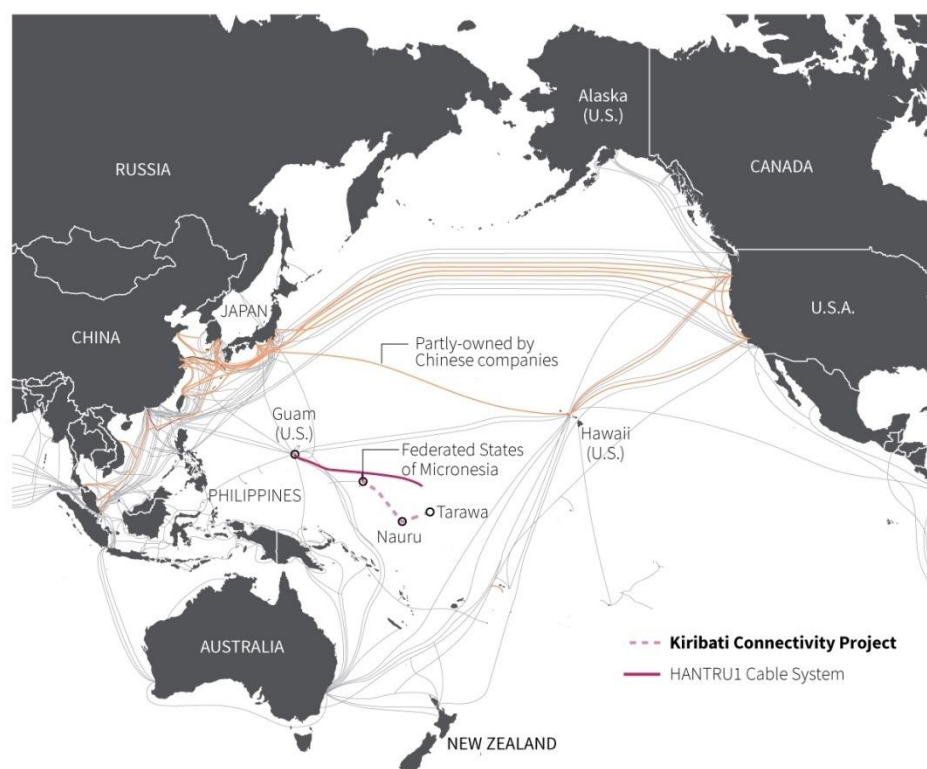 Alaska
(U.S.)
RUSSIA
CANADA
JAPAN
U.S.A.
CHINA
Partly-owned by
Chinese companies
Guam
(U.S.)
Hawaii
(U.S.)
Federated States
of Micronesia
PHILIPPINES
Tarawa
Nauru
AUSTRALIA
Kiribati Connectivity Project
HANTRU1 Cable System
NEW ZEALAND